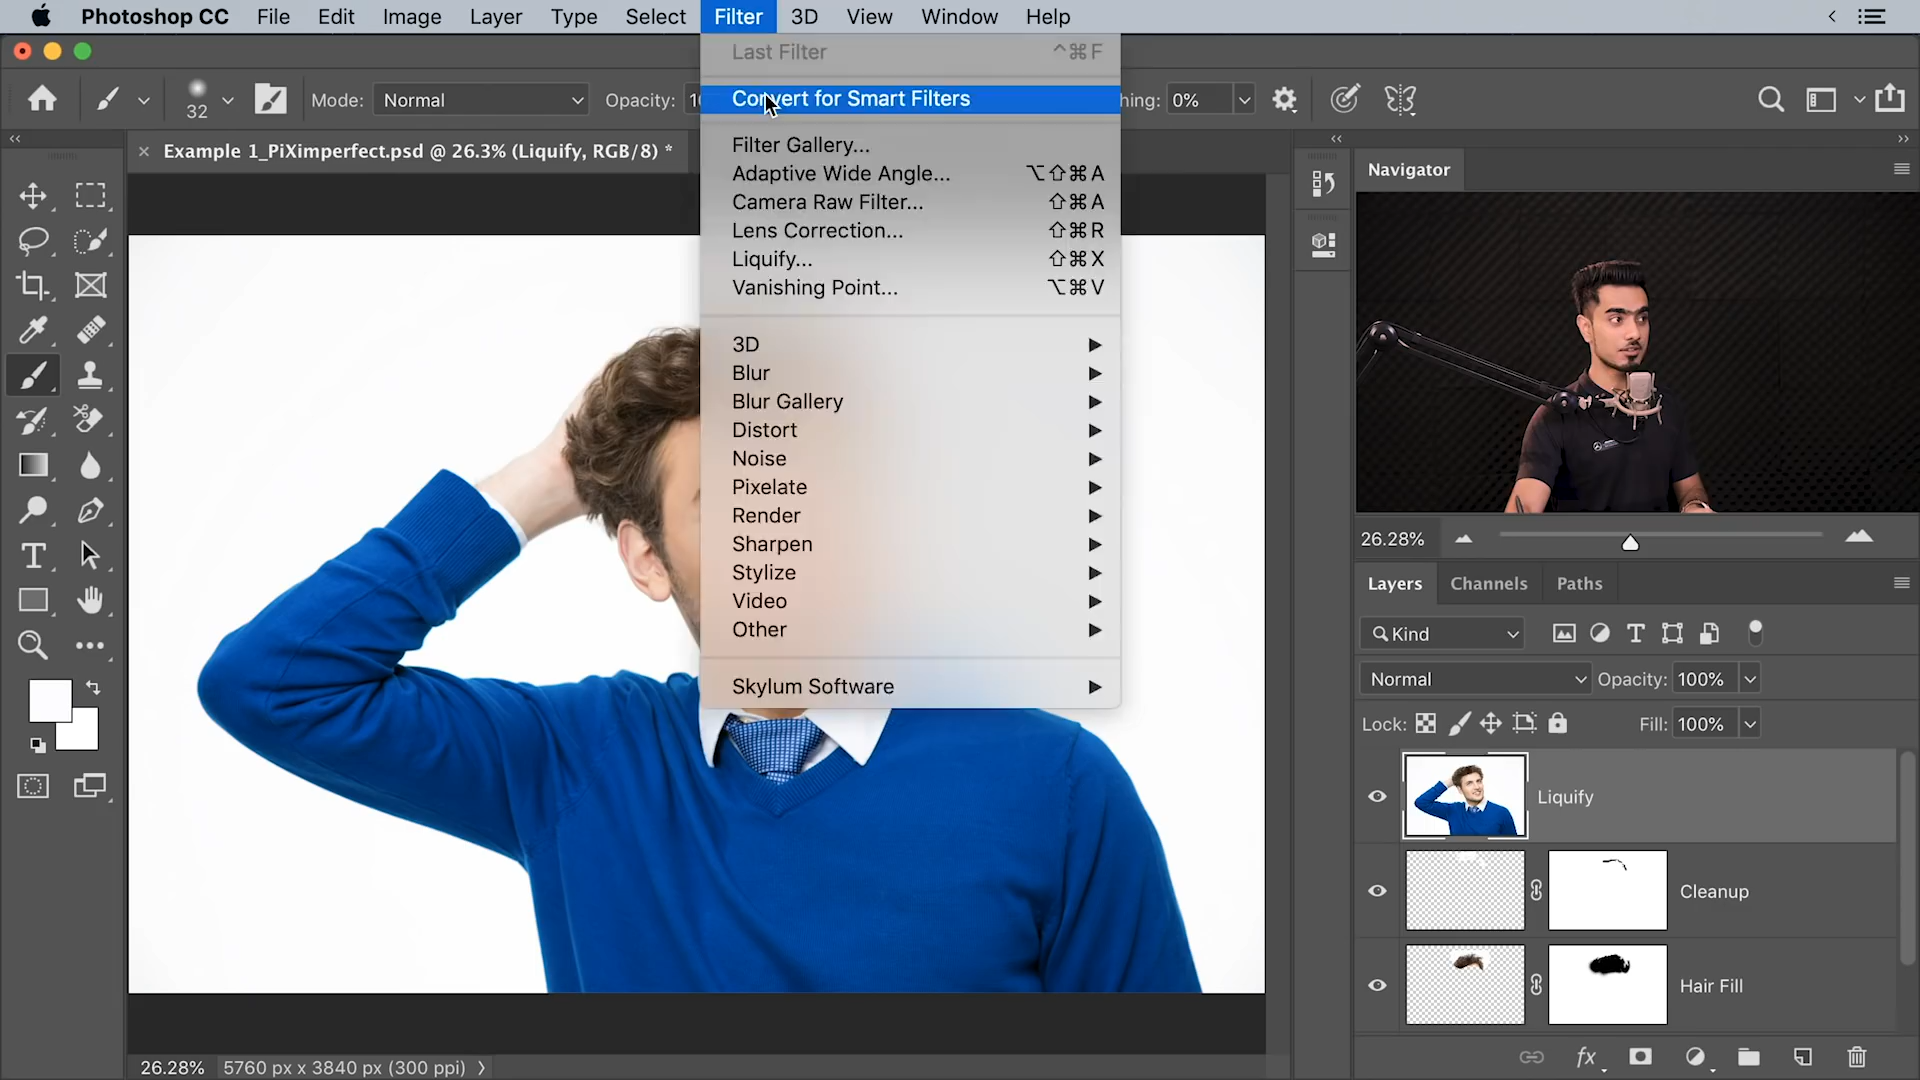 Photoshop CC File Edit Image Layer Type Select Filter 3D View Window Help
Last Filter ^⌘F
32 Mode: Normal Opacity: 10 hing: 0%
Convert for Smart Filters
Example 1_PiXimperfect.psd @ 26.3% (Liquify, RGB/8) *
Filter Gallery...
Adaptive Wide Angle... ⌥⇧⌘A
Camera Raw Filter... ⇧⌘A
Lens Correction... ⇧⌘R
Liquify... ⇧⌘X
Vanishing Point... ⌥⌘V
3D
Blur
Blur Gallery
Distort
Noise
Pixelate
Render
Sharpen
Stylize
Video
Other
Skylum Software
Navigator
26.28%
Layers Channels Paths
Kind
Normal Opacity: 100%
Lock: Fill: 100%
Liquify
Cleanup
Hair Fill
fx
26.28% 5760 px x 3840 px (300 ppi)